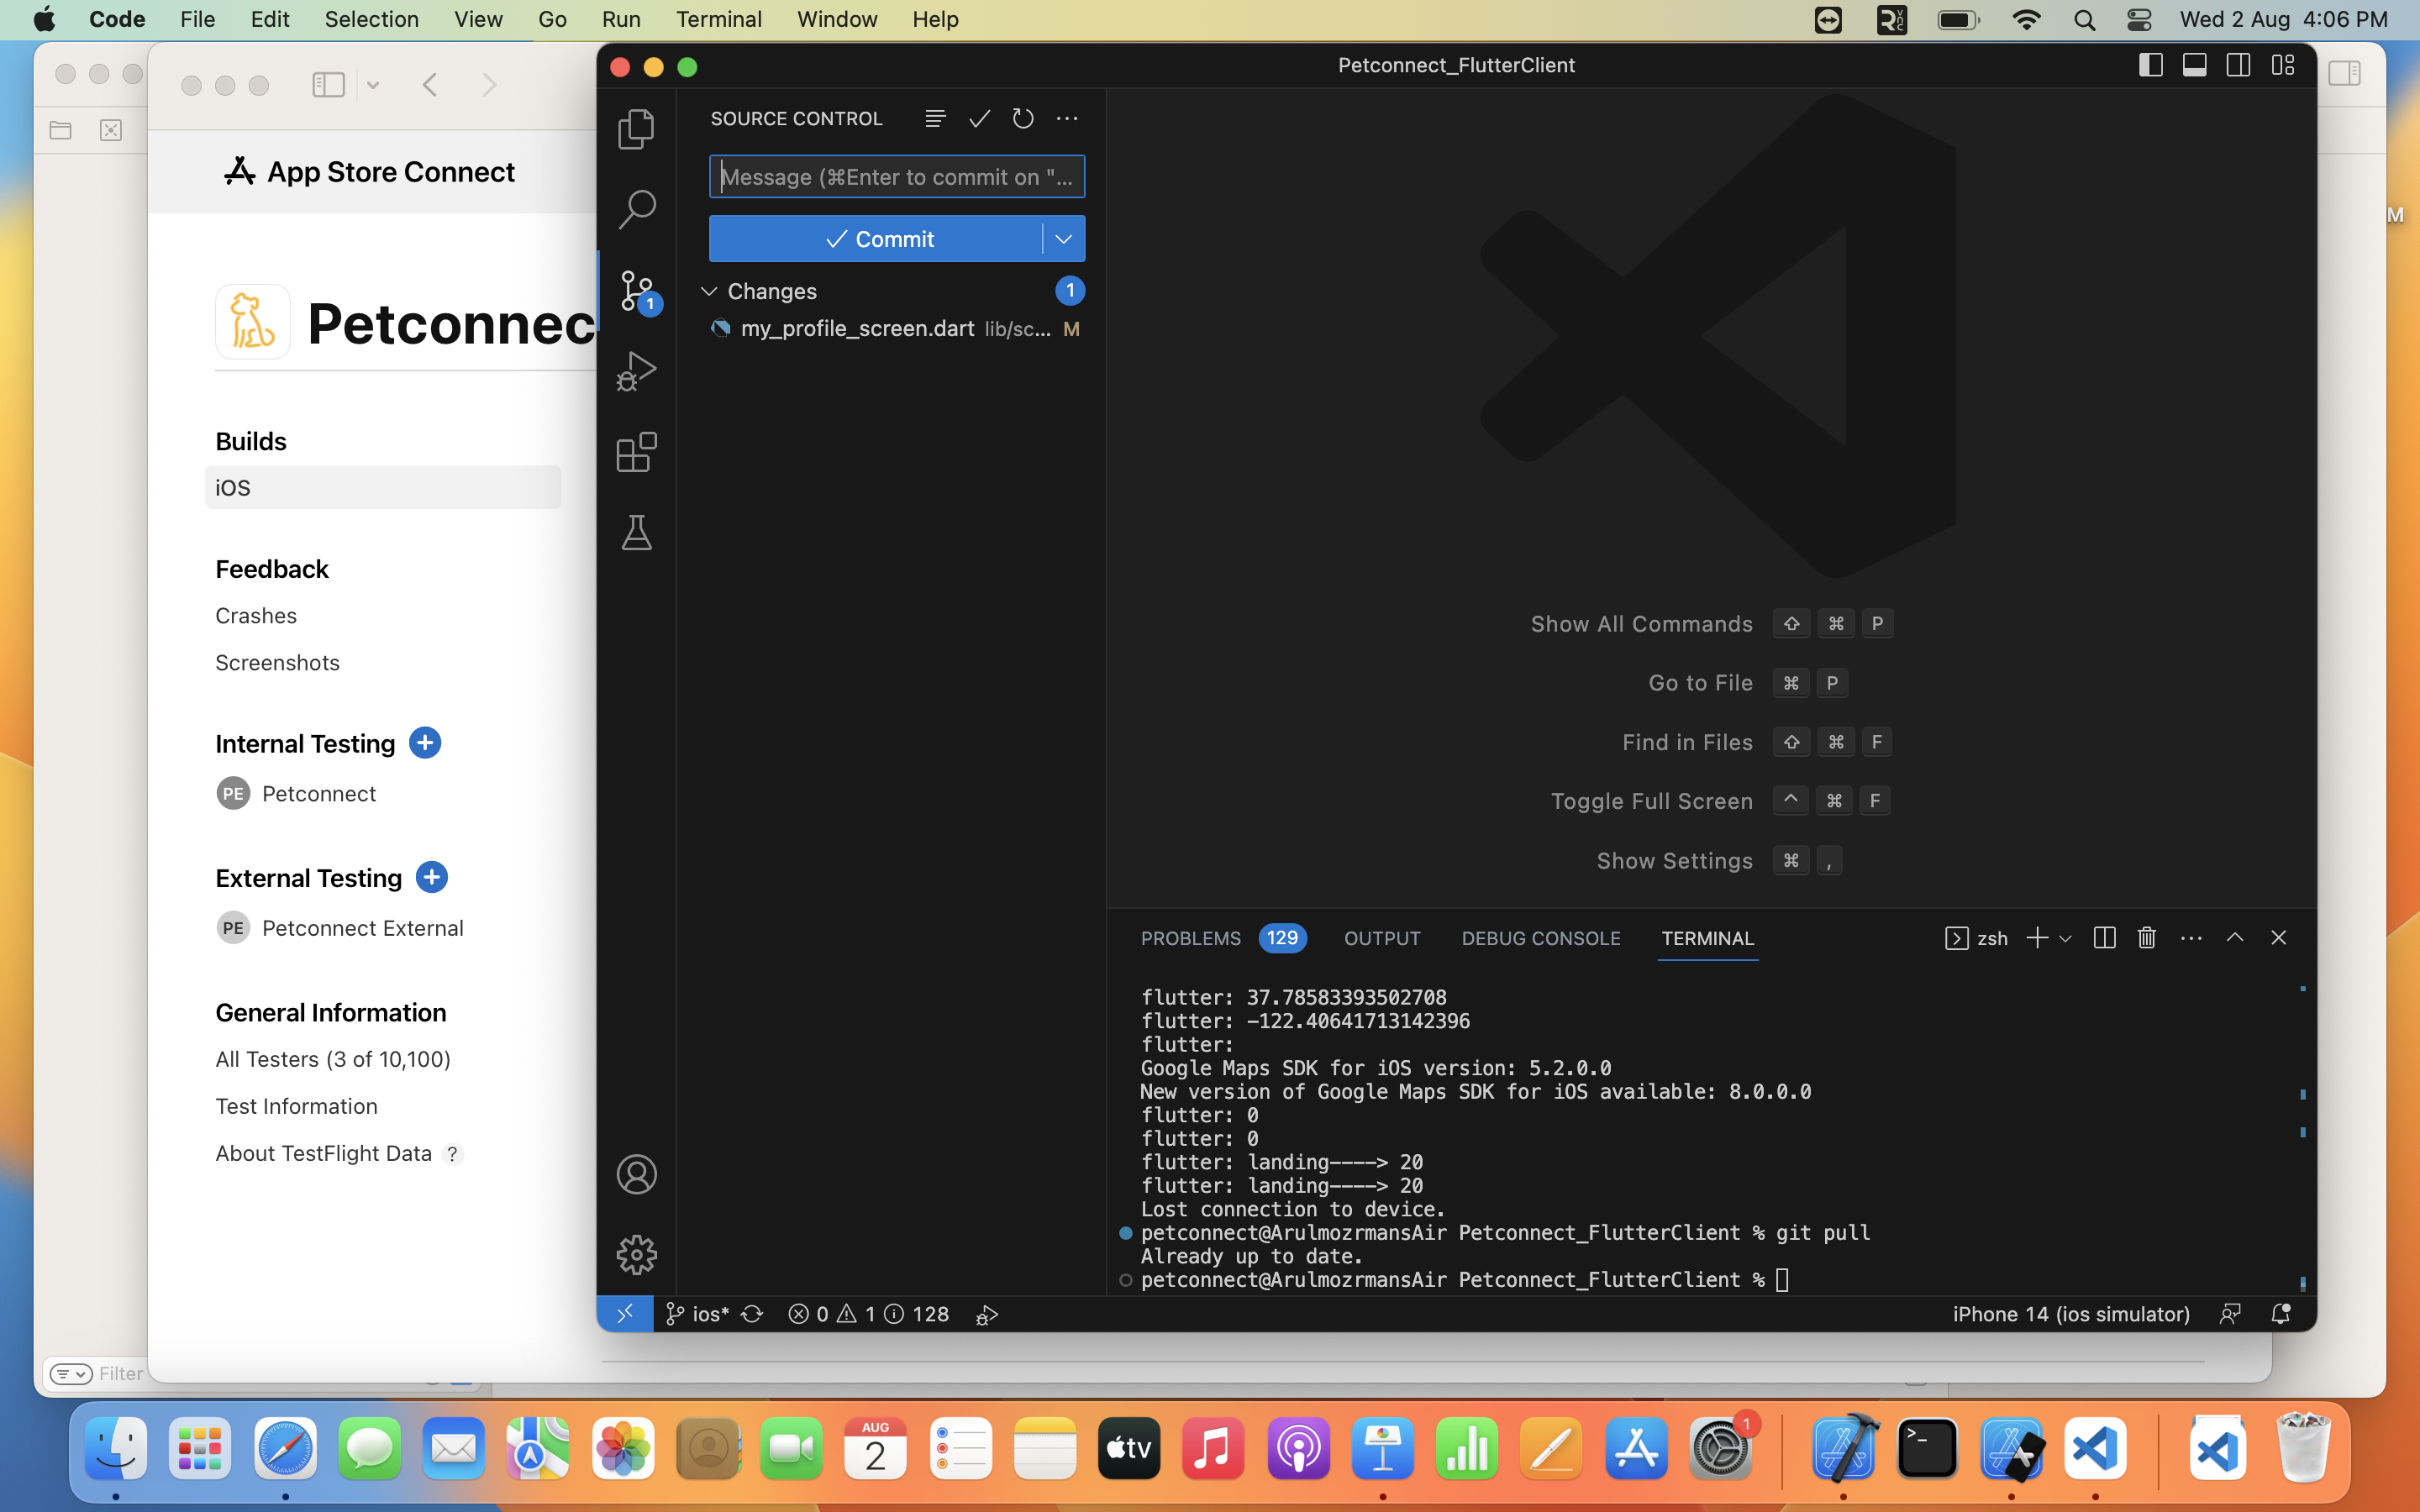 Code File Edit Selection View Go Run Terminal Window Help
Wed 2 Aug 4:06 PM
Petconnect_FlutterClient
M
App Store Connect
Petconnec
Builds
iOS
Feedback
Crashes
Screenshots
Internal Testing
PE Petconnect
External Testing
PE Petconnect External
General Information
All Testers (3 of 10,100)
Test Information
About TestFlight Data ?
Filter
SOURCE CONTROL
Message (⌘Enter to commit on "...
Commit
1
Changes 1
my_profile_screen.dart lib/sc... M
Show All Commands ⇧ ⌘ P
Go to File ⌘ P
Find in Files ⇧ ⌘ F
Toggle Full Screen ^ ⌘ F
Show Settings ⌘ ,
PROBLEMS 129 OUTPUT DEBUG CONSOLE TERMINAL zsh
flutter: 37.78583393502708
flutter: -122.40641713142396
flutter:
Google Maps SDK for iOS version: 5.2.0.0
New version of Google Maps SDK for iOS available: 8.0.0.0
flutter: 0
flutter: 0
flutter: landing----> 20
flutter: landing----> 20
Lost connection to device.
petconnect@ArulmozrmansAir Petconnect_FlutterClient % git pull
Already up to date.
petconnect@ArulmozrmansAir Petconnect_FlutterClient %
ios* 0 1 128 iPhone 14 (ios simulator)
AUG
2
tv
1